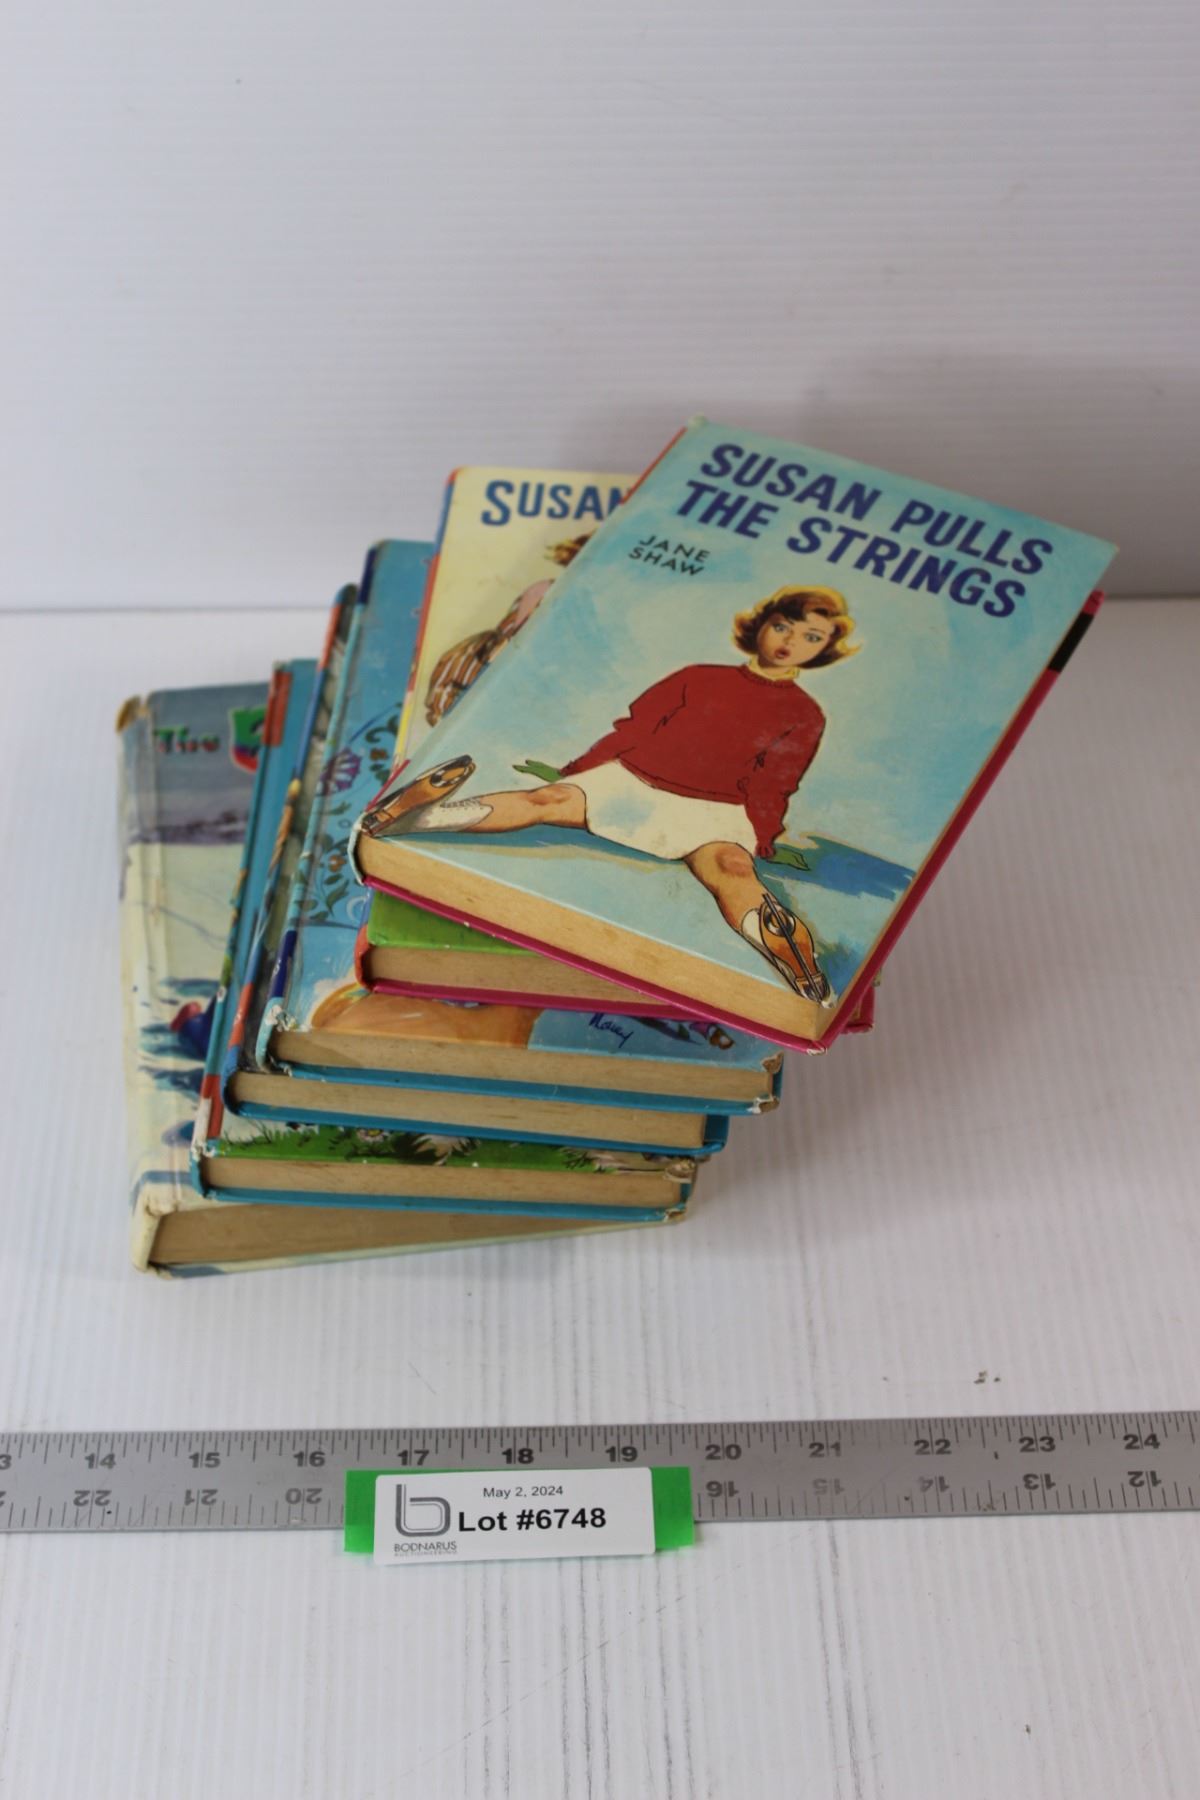 SUSAN PULLS
THE STRINGS
JANE
SHAW
SUSAN
The
14 15 16 17 18 19 20 21 22 23 24
22 21 20 16 15 14 13 12
May 2, 2024
Lot #6748
BODNARUS
AUCTIONEERING